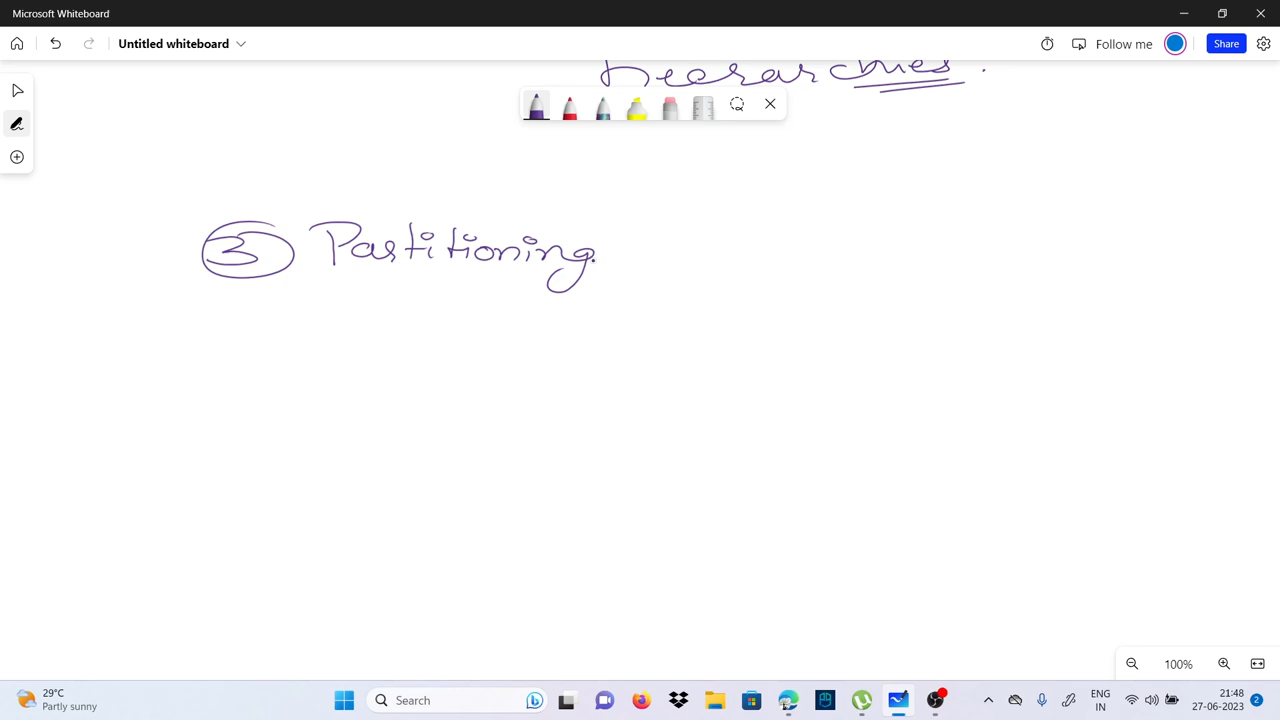 Microsoft Whiteboard
Untitled whiteboard
Follow me
Share
③ Partitioning.
100%
29°C
Partly sunny
Search
ENG
IN
21:48
27-06-2023
2